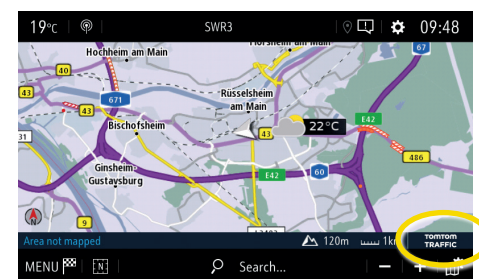 19°C SWR3 09:48
Hochheim am Main
67
40
43
671
Rüsselsheim
am Main
43
Bischofsheim
43
22°C
E42
31
486
Ginsheim-
Gustavsburg
E42
60
9
Area not mapped
120m
1k
TOMTOM
TRAFFIC
MENU
N
Search...